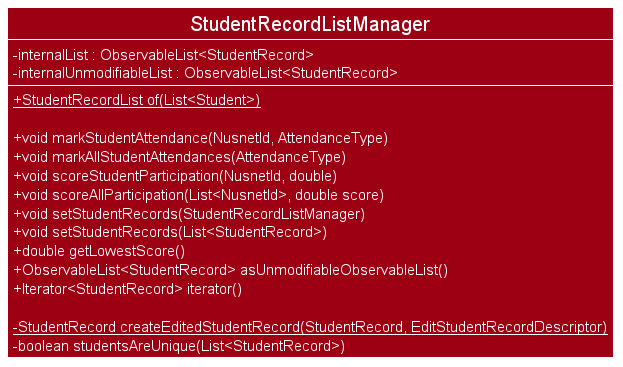 StudentRecordListManager
-internalList : ObservableList<StudentRecord>
-internalUnmodifiableList : ObservableList<StudentRecord>
+StudentRecordList of(List<Student>)
+void markStudentAttendance(NusnetId, AttendanceType)
+void markAllStudentAttendances(AttendanceType)
+void scoreStudentParticipation(NusnetId, double)
+void scoreAllParticipation(List<NusnetId>, double score)
+void setStudentRecords(StudentRecordListManager)
+void setStudentRecords(List<StudentRecord>)
+double getLowestScore()
+ObservableList<StudentRecord> asUnmodifiableObservableList()
+Iterator<StudentRecord> iterator()
-StudentRecord createEditedStudentRecord(StudentRecord, EditStudentRecordDescriptor)
-boolean studentsAreUnique(List<StudentRecord>)